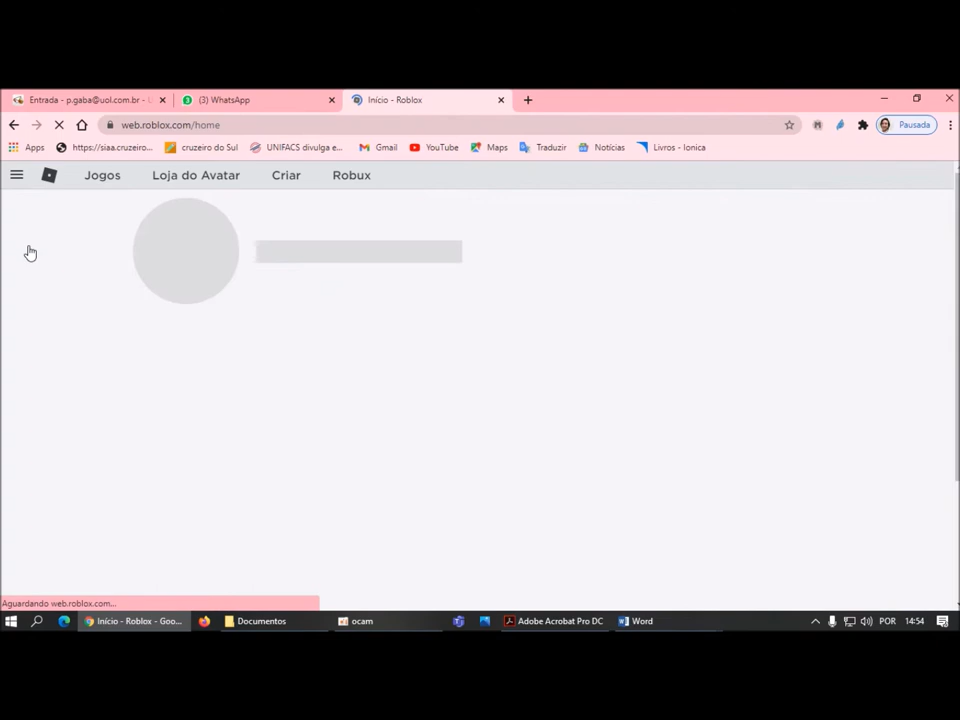 Entrada - p.gaba@uol.com.br - U
(3) WhatsApp
Início - Roblox
web.roblox.com/home
Pausada
Apps
https://siaa.cruzeiro...
cruzeiro do Sul
UNIFACS divulga e...
Gmail
YouTube
Maps
Traduzir
Notícias
Livros - Ionica
Jogos
Loja do Avatar
Criar
Robux
Aguardando web.roblox.com...
Início - Roblox - Goo...
Documentos
ocam
Adobe Acrobat Pro DC
Word
POR
14:54